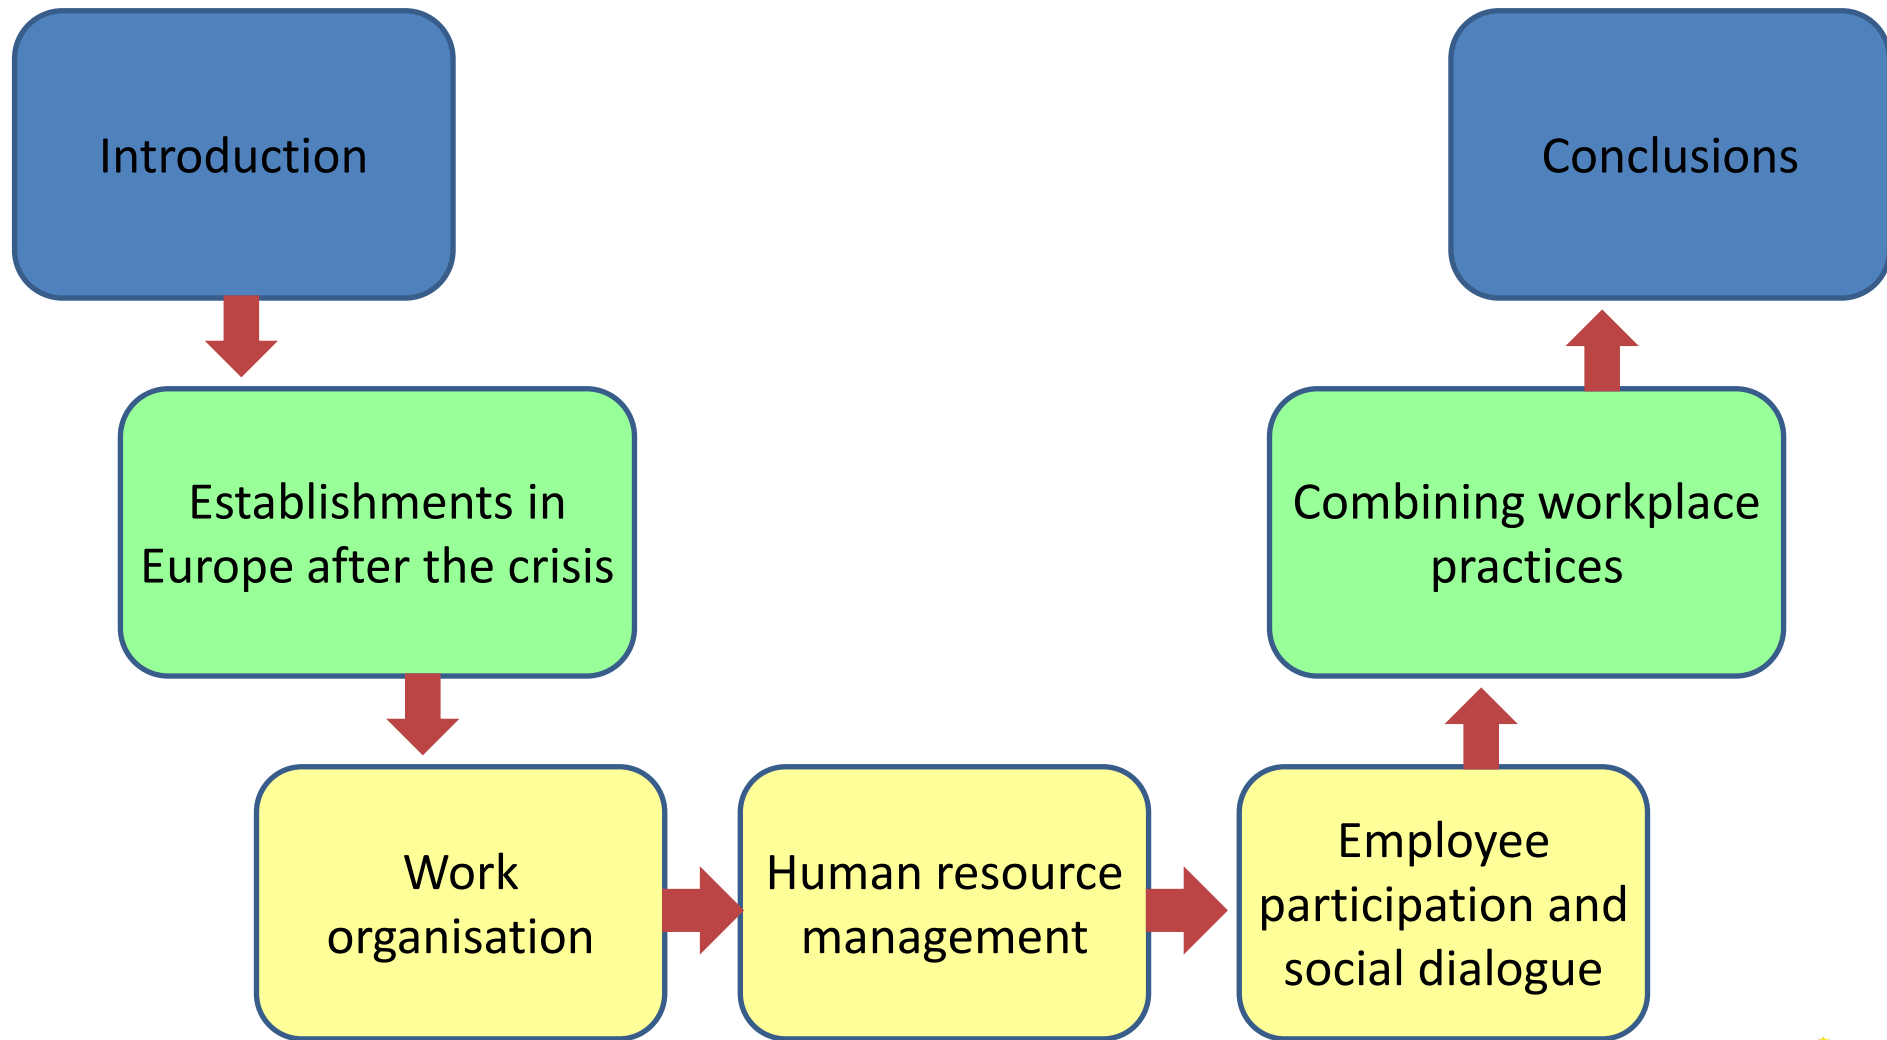 Introduction
Establishments in
Europe after the crisis
Work
organisation
Human resource
management
Employee
participation and
social dialogue
Combining workplace
practices
Conclusions